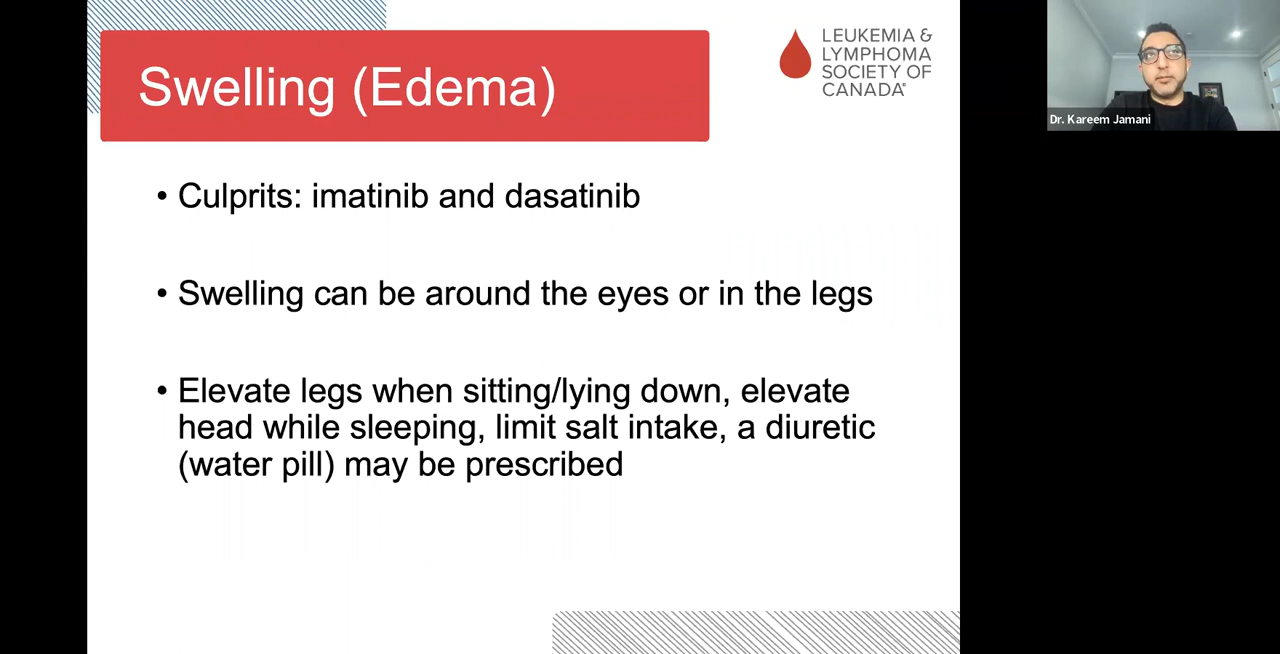 Swelling (Edema)
LEUKEMIA &
LYMPHOMA
SOCIETY OF
CANADA®
Dr. Kareem Jamani
• Culprits: imatinib and dasatinib
• Swelling can be around the eyes or in the legs
• Elevate legs when sitting/lying down, elevate
head while sleeping, limit salt intake, a diuretic
(water pill) may be prescribed